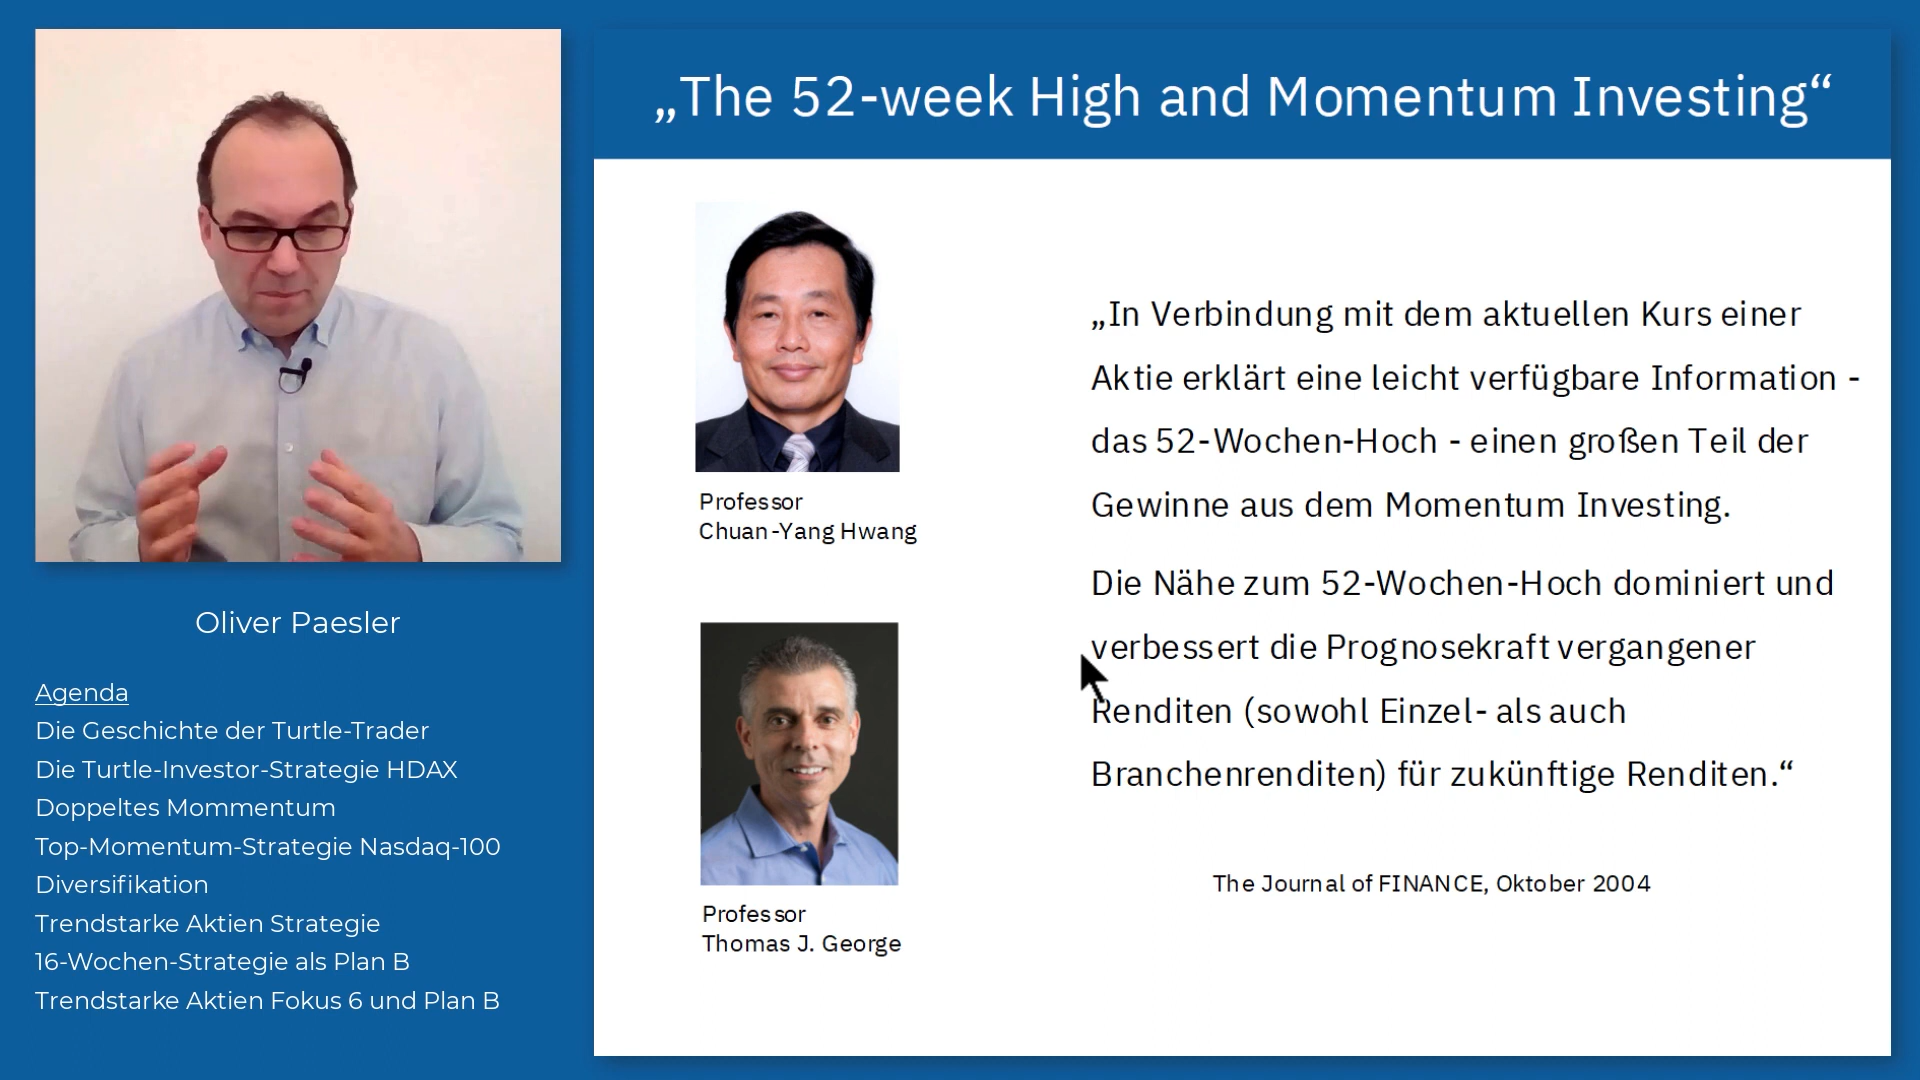 „The 52-week High and Momentum Investing“
Professor
Chuan-Yang Hwang
Professor
Thomas J. George
„In Verbindung mit dem aktuellen Kurs einer
Aktie erklärt eine leicht verfügbare Information -
das 52-Wochen-Hoch - einen großen Teil der
Gewinne aus dem Momentum Investing.
Die Nähe zum 52-Wochen-Hoch dominiert und
verbessert die Prognosekraft vergangener
Renditen (sowohl Einzel- als auch
Branchenrenditen) für zukünftige Renditen.“
The Journal of FINANCE, Oktober 2004
Oliver Paesler
Agenda
Die Geschichte der Turtle-Trader
Die Turtle-Investor-Strategie HDAX
Doppeltes Mommentum
Top-Momentum-Strategie Nasdaq-100
Diversifikation
Trendstarke Aktien Strategie
16-Wochen-Strategie als Plan B
Trendstarke Aktien Fokus 6 und Plan B